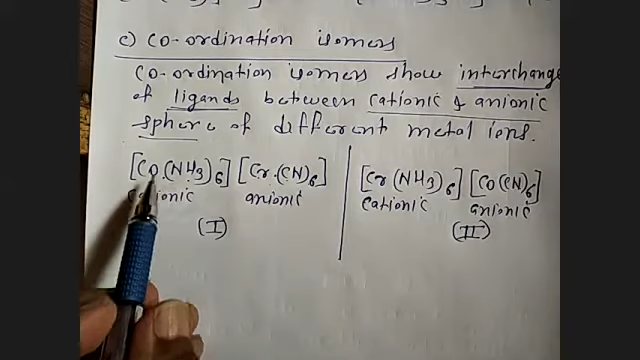 c) Co-ordination isomers
Co-ordination isomers show interchange
of ligands between cationic & anionic
sphere of different metal ions.
[Co(NH3)6] [Cr(CN)6]
cationic anionic
(I)
[Cr(NH3)6] [Co(CN)6]
cationic anionic
(II)